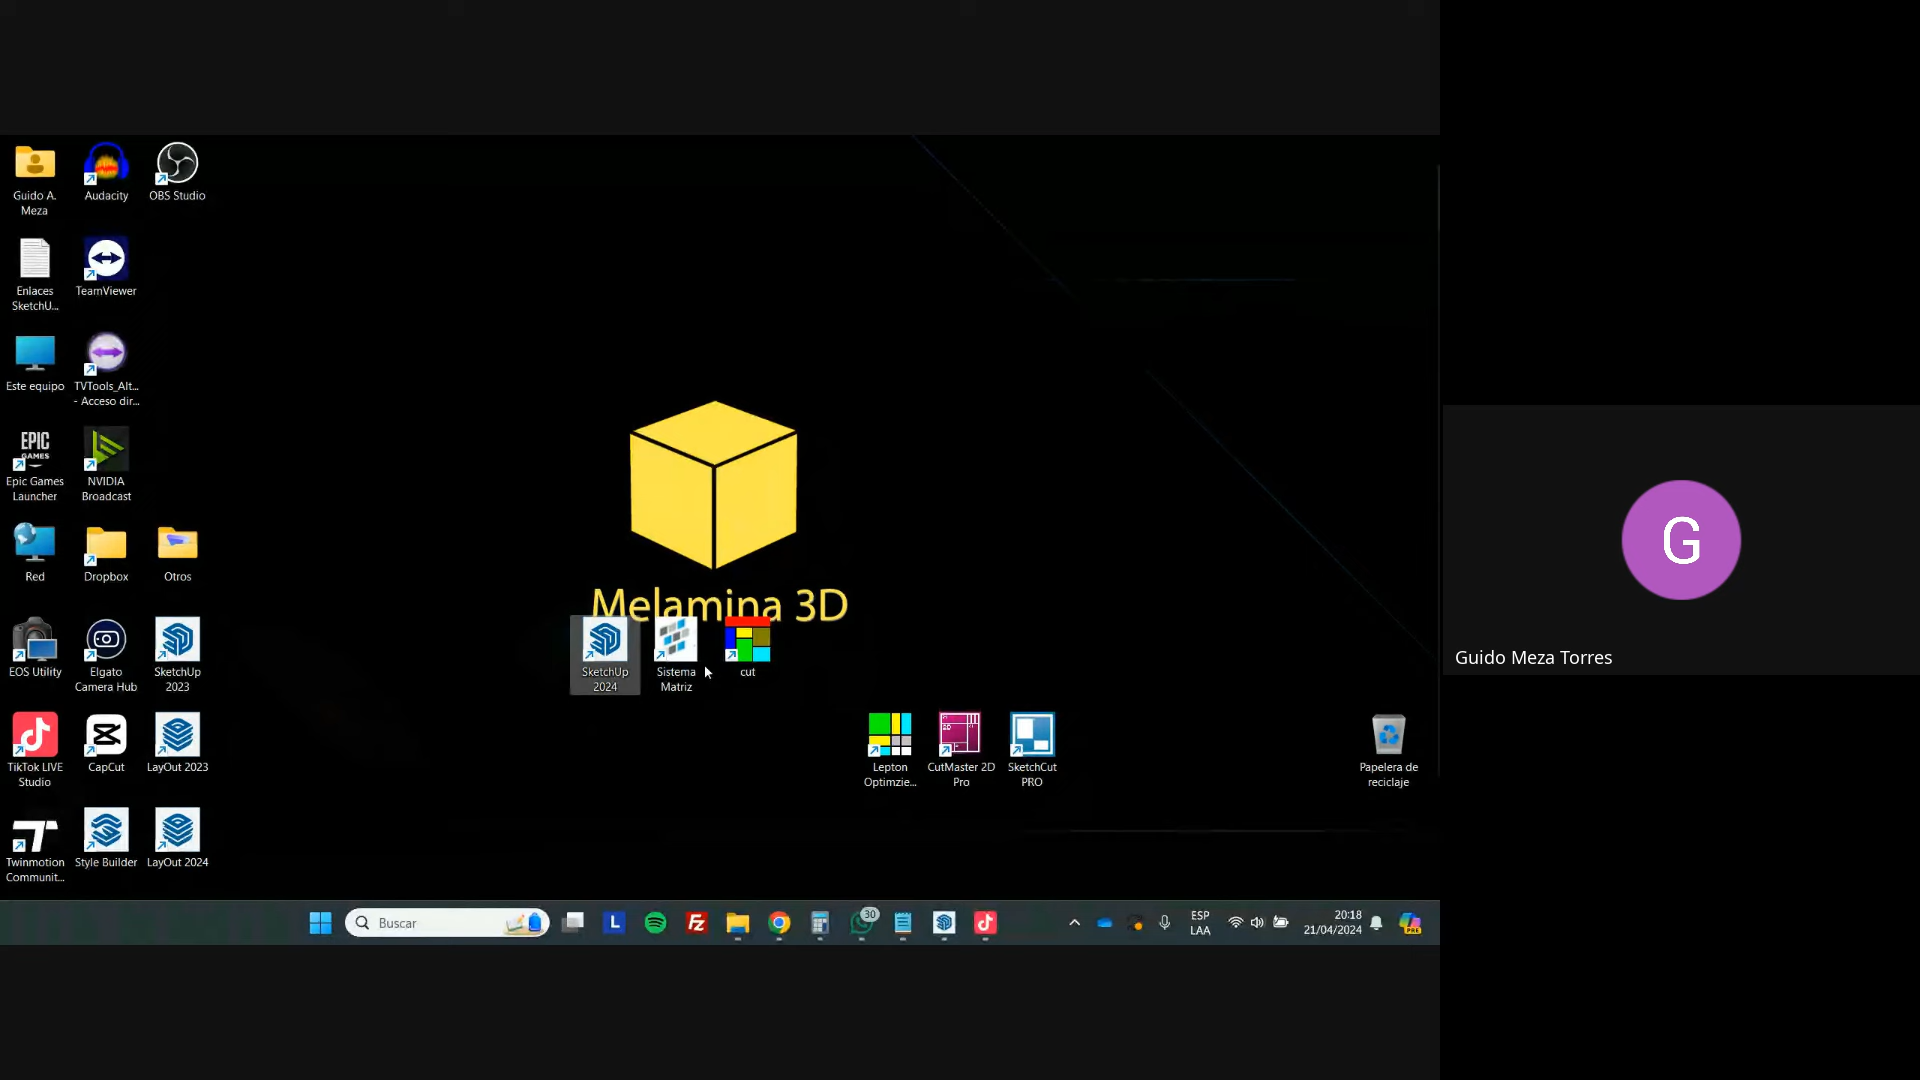 Guido A.
Meza
Audacity
OBS Studio
Enlaces
SketchU...
TeamViewer
Este equipo
TVTools_Alt...
- Acceso dir...
EPIC
GAMES
Epic Games
Launcher
NVIDIA
Broadcast
Red
Dropbox
Otros
EOS Utility
Elgato
Camera Hub
SketchUp
2023
TikTok LIVE
Studio
CapCut
LayOut 2023
Twinmotion
Communit...
Style Builder
LayOut 2024
Melamina 3D
SketchUp
2024
Sistema
Matriz
cut
Lepton
Optimzie...
CutMaster 2D
Pro
SketchCut
PRO
Papelera de
reciclaje
Buscar
L
30
ESP
LAA
20:18
21/04/2024
PRE
G
Guido Meza Torres